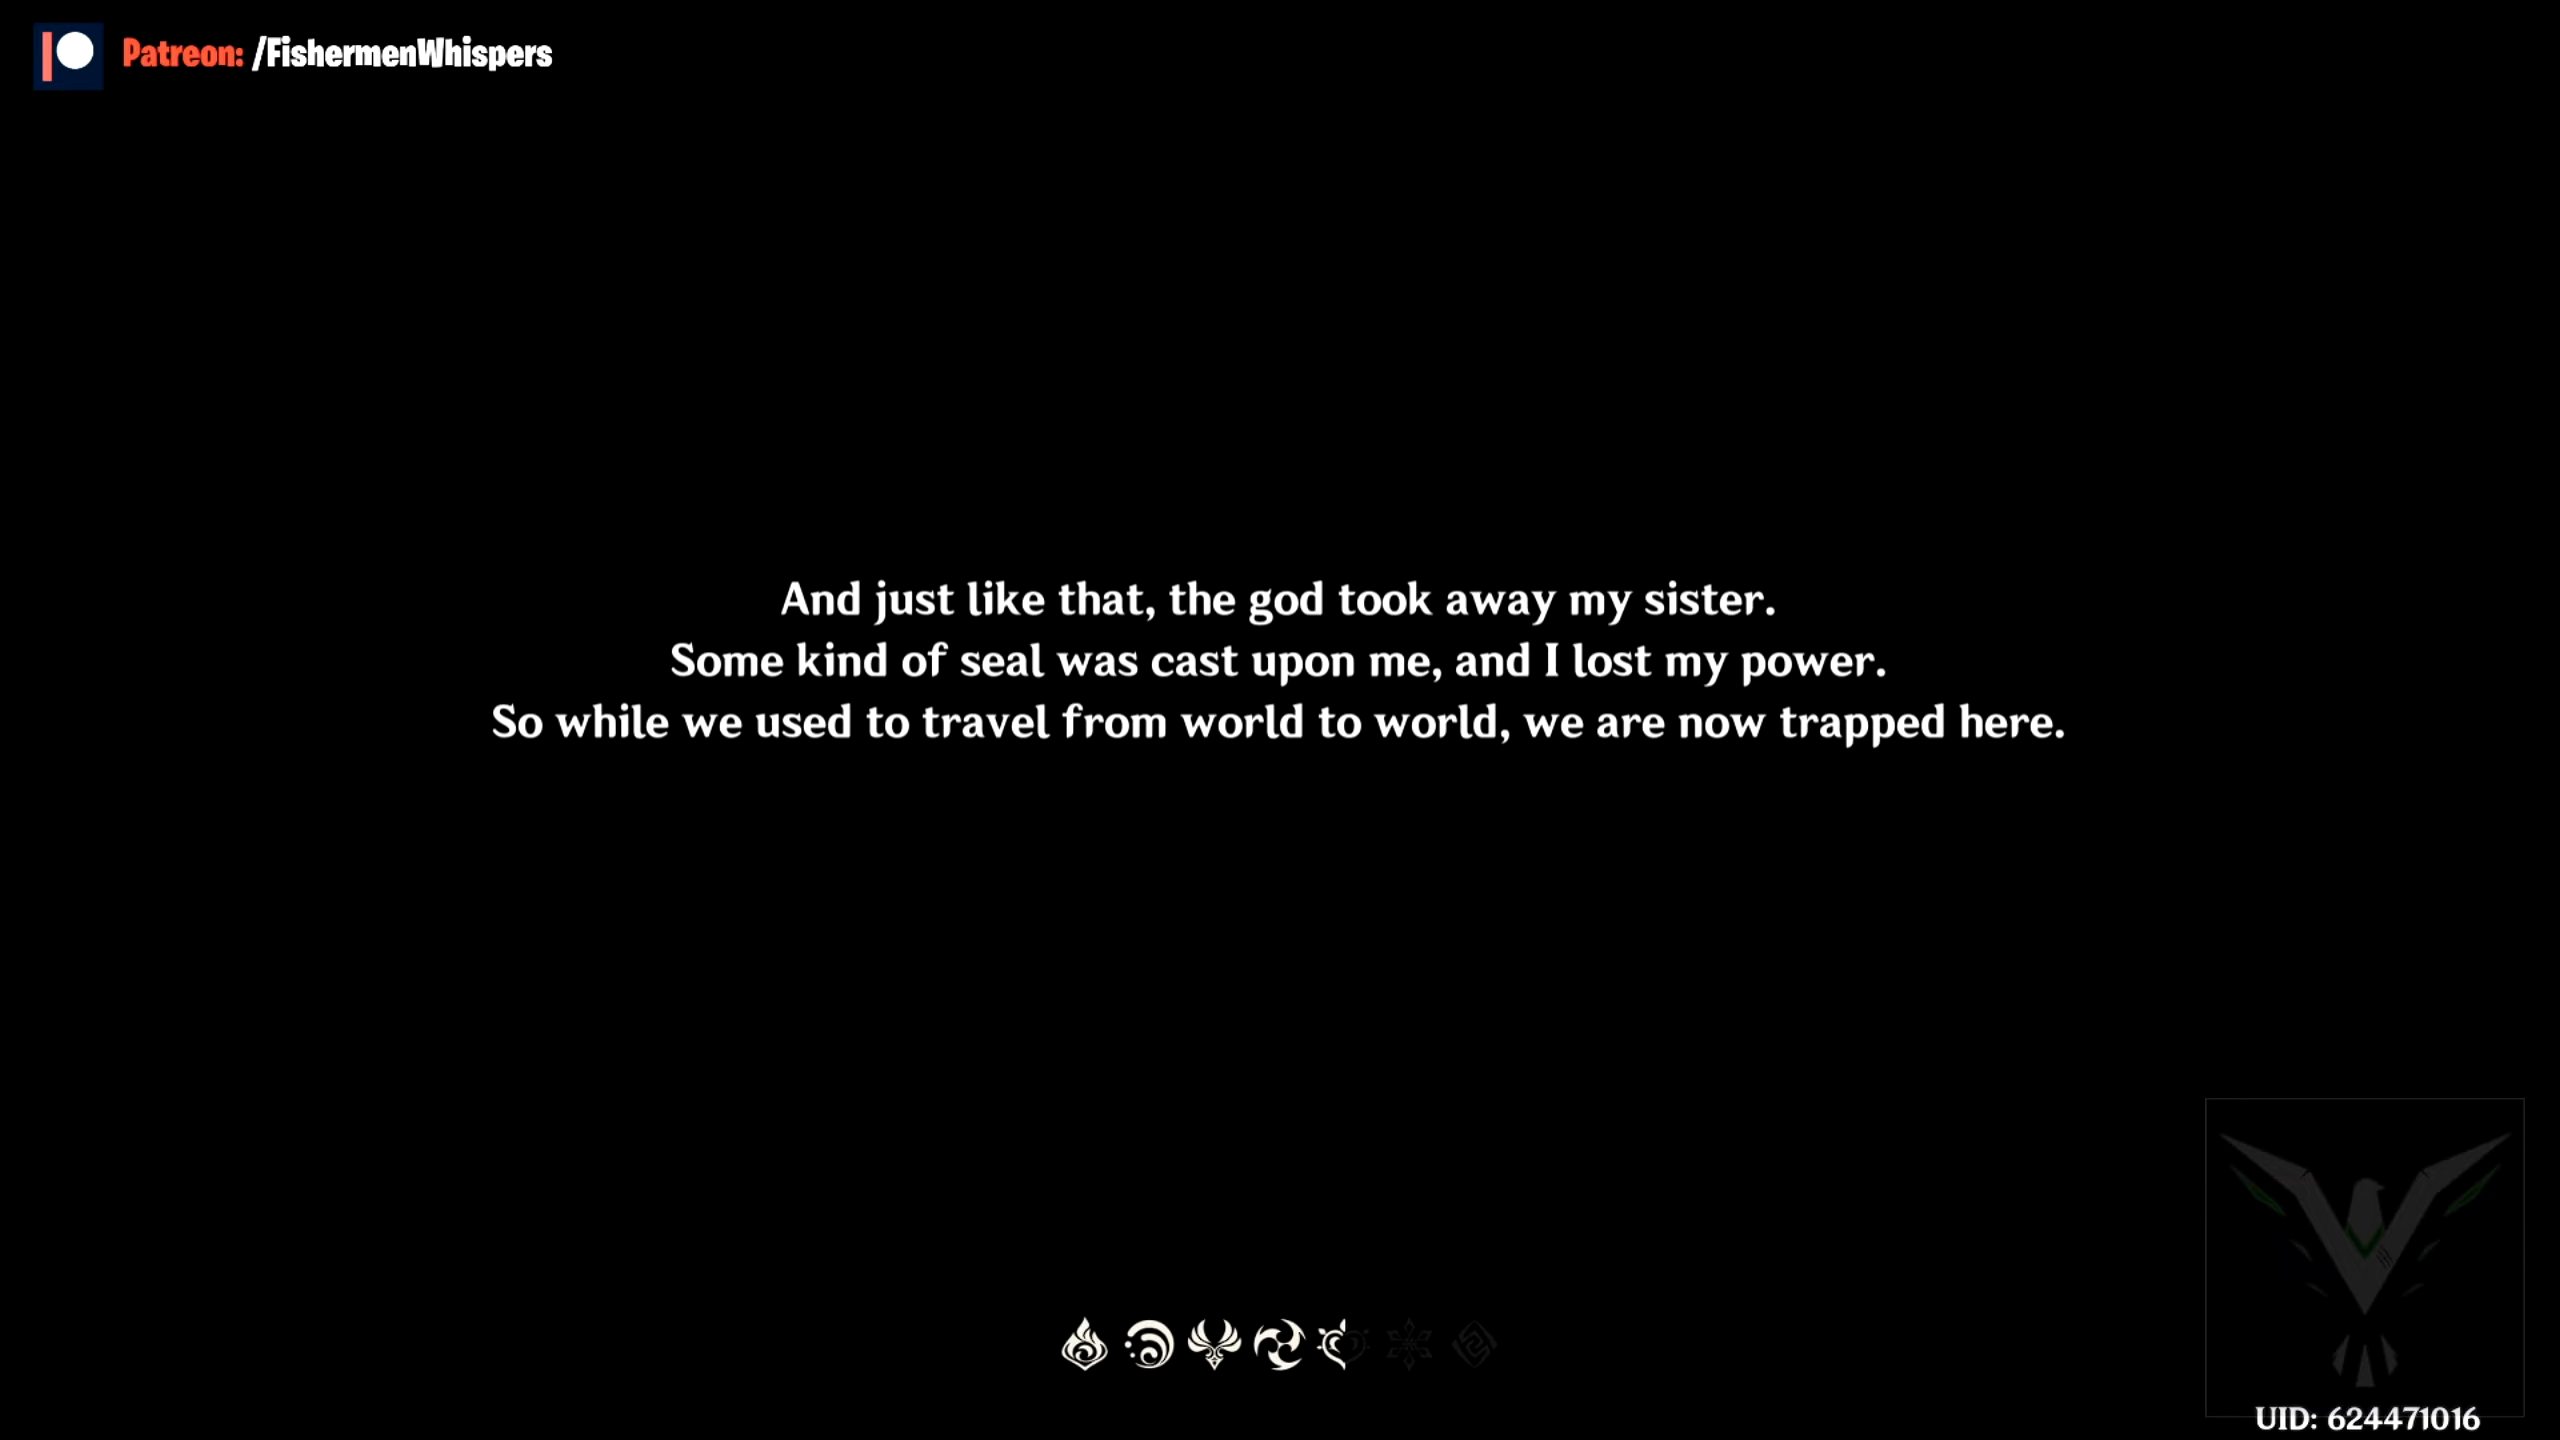 Patreon: /FishermenWhispers
And just like that, the god took away my sister.
Some kind of seal was cast upon me, and I lost my power.
So while we used to travel from world to world, we are now trapped here.
UID: 624471016